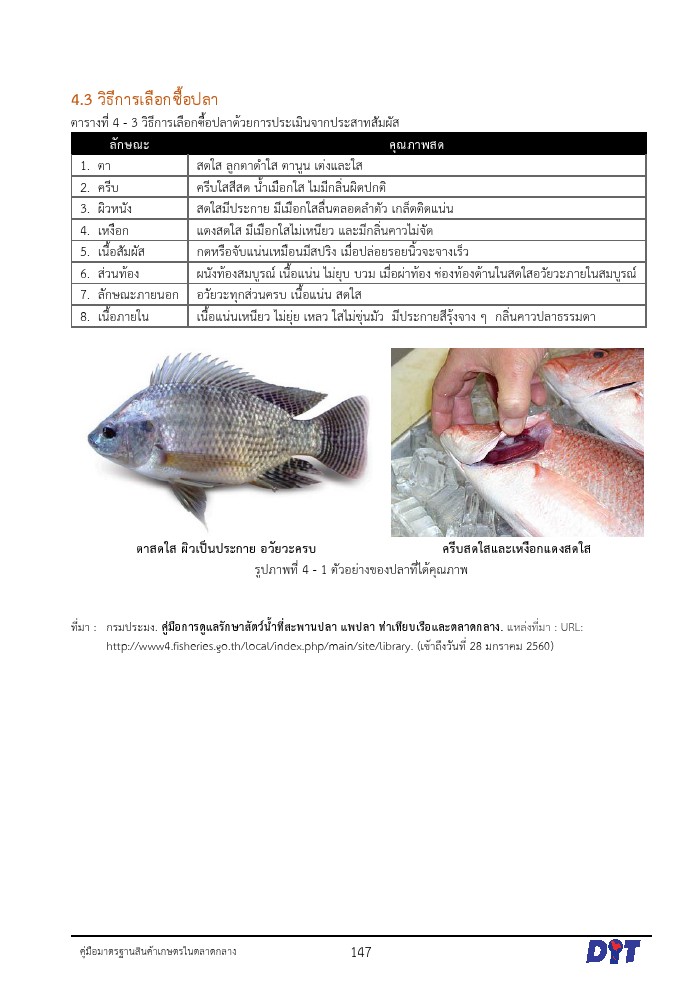 4.3 วิธีการเลือกซื้อปลา
ตารางที่ 4 - 3 วิธีการเลือกซื้อปลาด้วยการประเมินจากประสาทสัมผัส
ลักษณะ คุณภาพสด
1. ตา สดใส ลูกตาดำใส ตานูน เต่งและใส
2. ครีบ ครีบใสสีสด น้ำเมือกใส ไม่มีกลิ่นผิดปกติ
3. ผิวหนัง สดใสมีประกาย มีเมือกใสลื่นตลอดลำตัว เกล็ดติดแน่น
4. เหงือก แดงสดใส มีเมือกใสไม่เหนียว และมีกลิ่นคาวไม่จัด
5. เนื้อสัมผัส กดหรือจับแน่นเหมือนมีสปริง เมื่อปล่อยรอยนิ้วจะจางเร็ว
6. ส่วนท้อง ผนังท้องสมบูรณ์ เนื้อแน่น ไม่ยุบ บวม เมื่อผ่าท้อง ช่องท้องด้านในสดใสอวัยวะภายในสมบูรณ์
7. ลักษณะภายนอก อวัยวะทุกส่วนครบ เนื้อแน่น สดใส
8. เนื้อภายใน เนื้อแน่นเหนียว ไม่ยุ่ย เหลว ใสไม่ขุ่นมัว มีประกายสีรุ้งจาง ๆ กลิ่นคาวปลาธรรมดา
ตาสดใส ผิวเป็นประกาย อวัยวะครบ
ครีบสดใสและเหงือกแดงสดใส
รูปภาพที่ 4 - 1 ตัวอย่างของปลาที่ได้คุณภาพ
ที่มา : กรมประมง. คู่มือการดูแลรักษาสัตว์น้ำที่สะพานปลา แพปลา ท่าเทียบเรือและตลาดกลาง. แหล่งที่มา : URL:
http://www4.fisheries.go.th/local/index.php/main/site/library. (เข้าถึงวันที่ 28 มกราคม 2560)
คู่มือมาตรฐานสินค้าเกษตรในตลาดกลาง 147 DIT